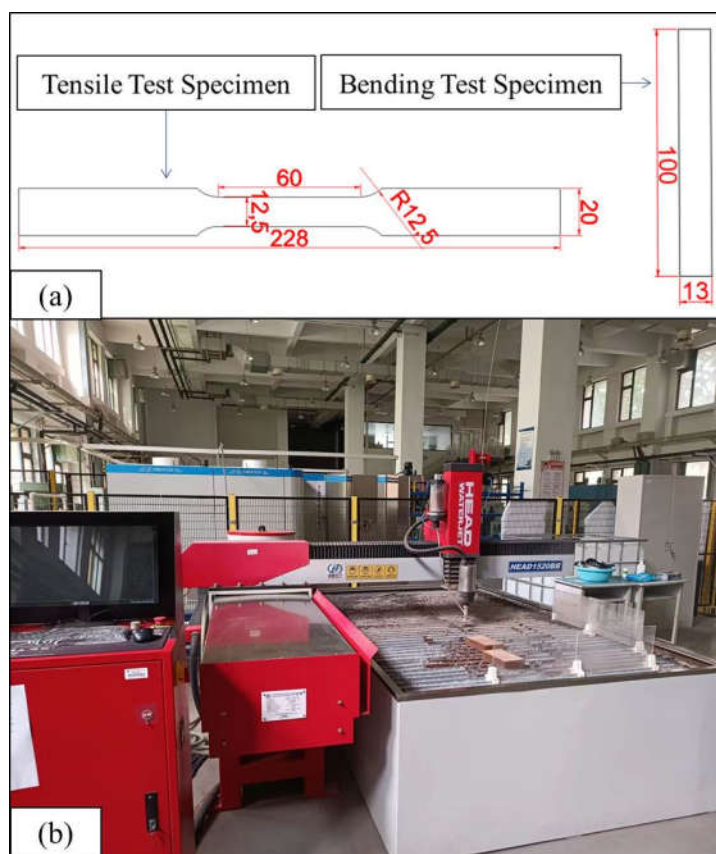 Tensile Test Specimen
Bending Test Specimen
60
12,5
R12,5
20
228
100
13
(a)
HEAD
WATERJET
HEAD1520BB
(b)